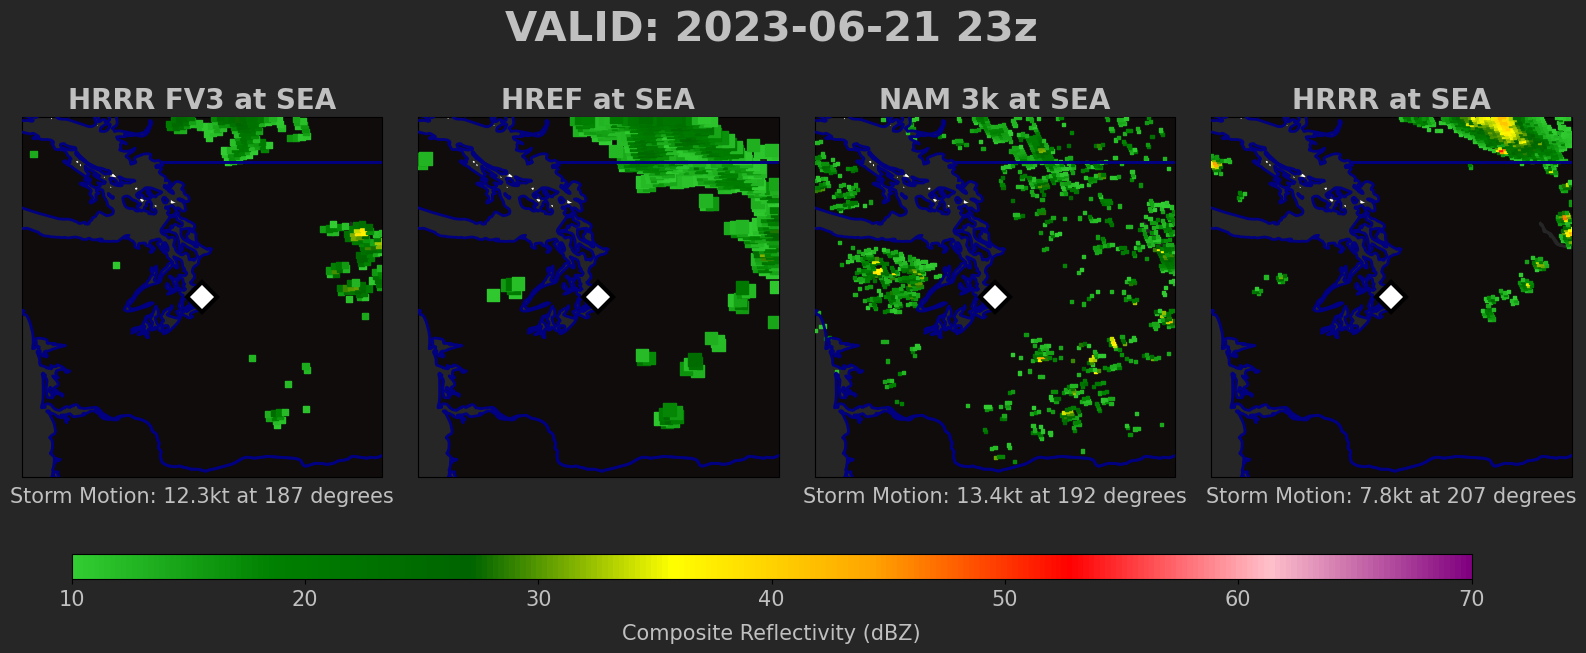 VALID: 2023-06-21 23z
HRRR FV3 at SEA
HREF at SEA
NAM 3k at SEA
HRRR at SEA
Storm Motion: 12.3kt at 187 degrees
Storm Motion: 13.4kt at 192 degrees
Storm Motion: 7.8kt at 207 degrees
10 20 30 40 50 60 70
Composite Reflectivity (dBZ)